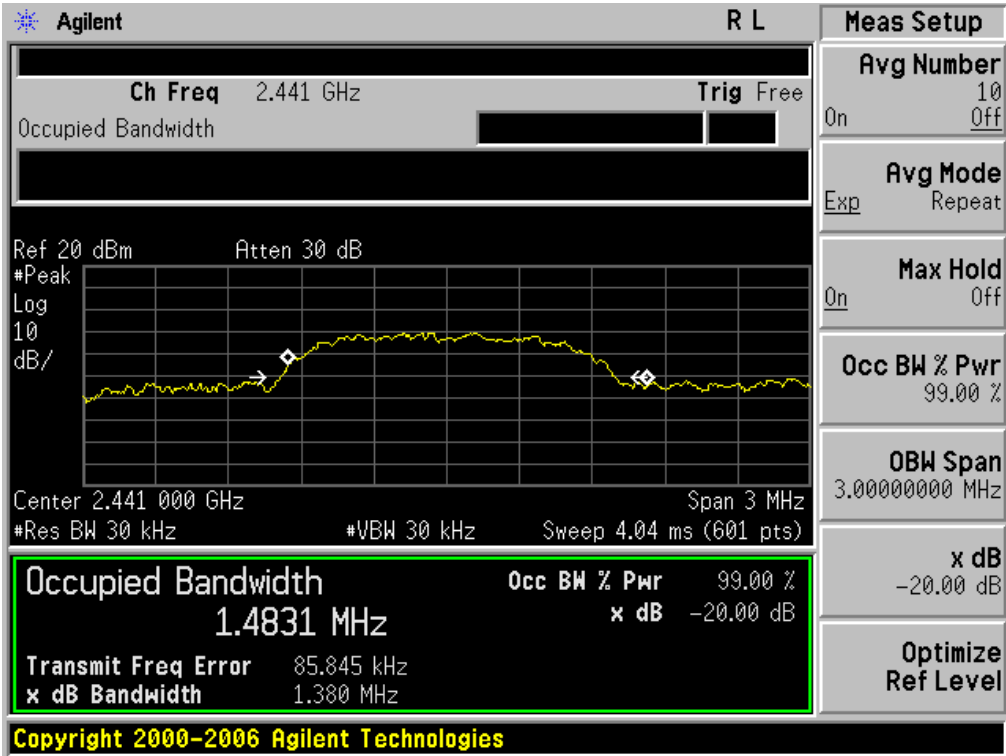 Agilent
R L
Meas Setup
Ch Freq 2.441 GHz
Trig Free
Occupied Bandwidth
Avg Number
10
On Off
Avg Mode
Exp Repeat
Max Hold
On Off
Occ BW % Pwr
99.00 %
OBW Span
3.00000000 MHz
x dB
-20.00 dB
Optimize
Ref Level
Ref 20 dBm Atten 30 dB
#Peak
Log
10
dB/
Center 2.441 000 GHz Span 3 MHz
#Res BW 30 kHz #VBW 30 kHz Sweep 4.04 ms (601 pts)
Occupied Bandwidth
1.4831 MHz
Occ BW % Pwr 99.00 %
x dB -20.00 dB
Transmit Freq Error 85.845 kHz
x dB Bandwidth 1.380 MHz
Copyright 2000-2006 Agilent Technologies